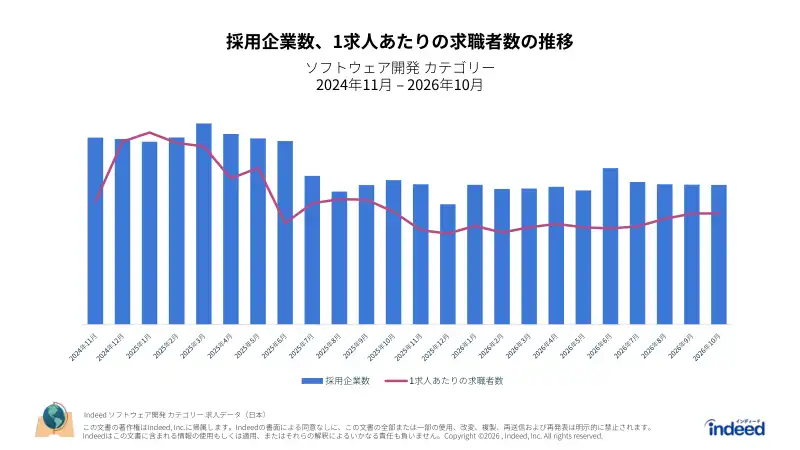 採用企業数、1求人あたりの求職者数の推移
ソフトウェア開発 カテゴリー
2024年11月 – 2026年10月
2024年11月
2024年12月
2025年1月
2025年2月
2025年3月
2025年4月
2025年5月
2025年6月
2025年7月
2025年8月
2025年9月
2025年10月
2025年11月
2025年12月
2026年1月
2026年2月
2026年3月
2026年4月
2026年5月
2026年6月
2026年7月
2026年8月
2026年9月
2026年10月
採用企業数
1求人あたりの求職者数
Indeed ソフトウェア開発 カテゴリー 求人データ（日本）
この文書の著作権はIndeed, Inc.に帰属します。Indeedの書面による同意なしに、この文書の全部または一部の使用、改変、複製、再送信および再発表は明示的に禁止されます。
Indeedはこの文書に含まれる情報の使用もしくは適用、またはそれらの解釈によるいかなる責任も負いません。Copyright ©2026 , Indeed, Inc. All rights reserved.
インディード
indeed